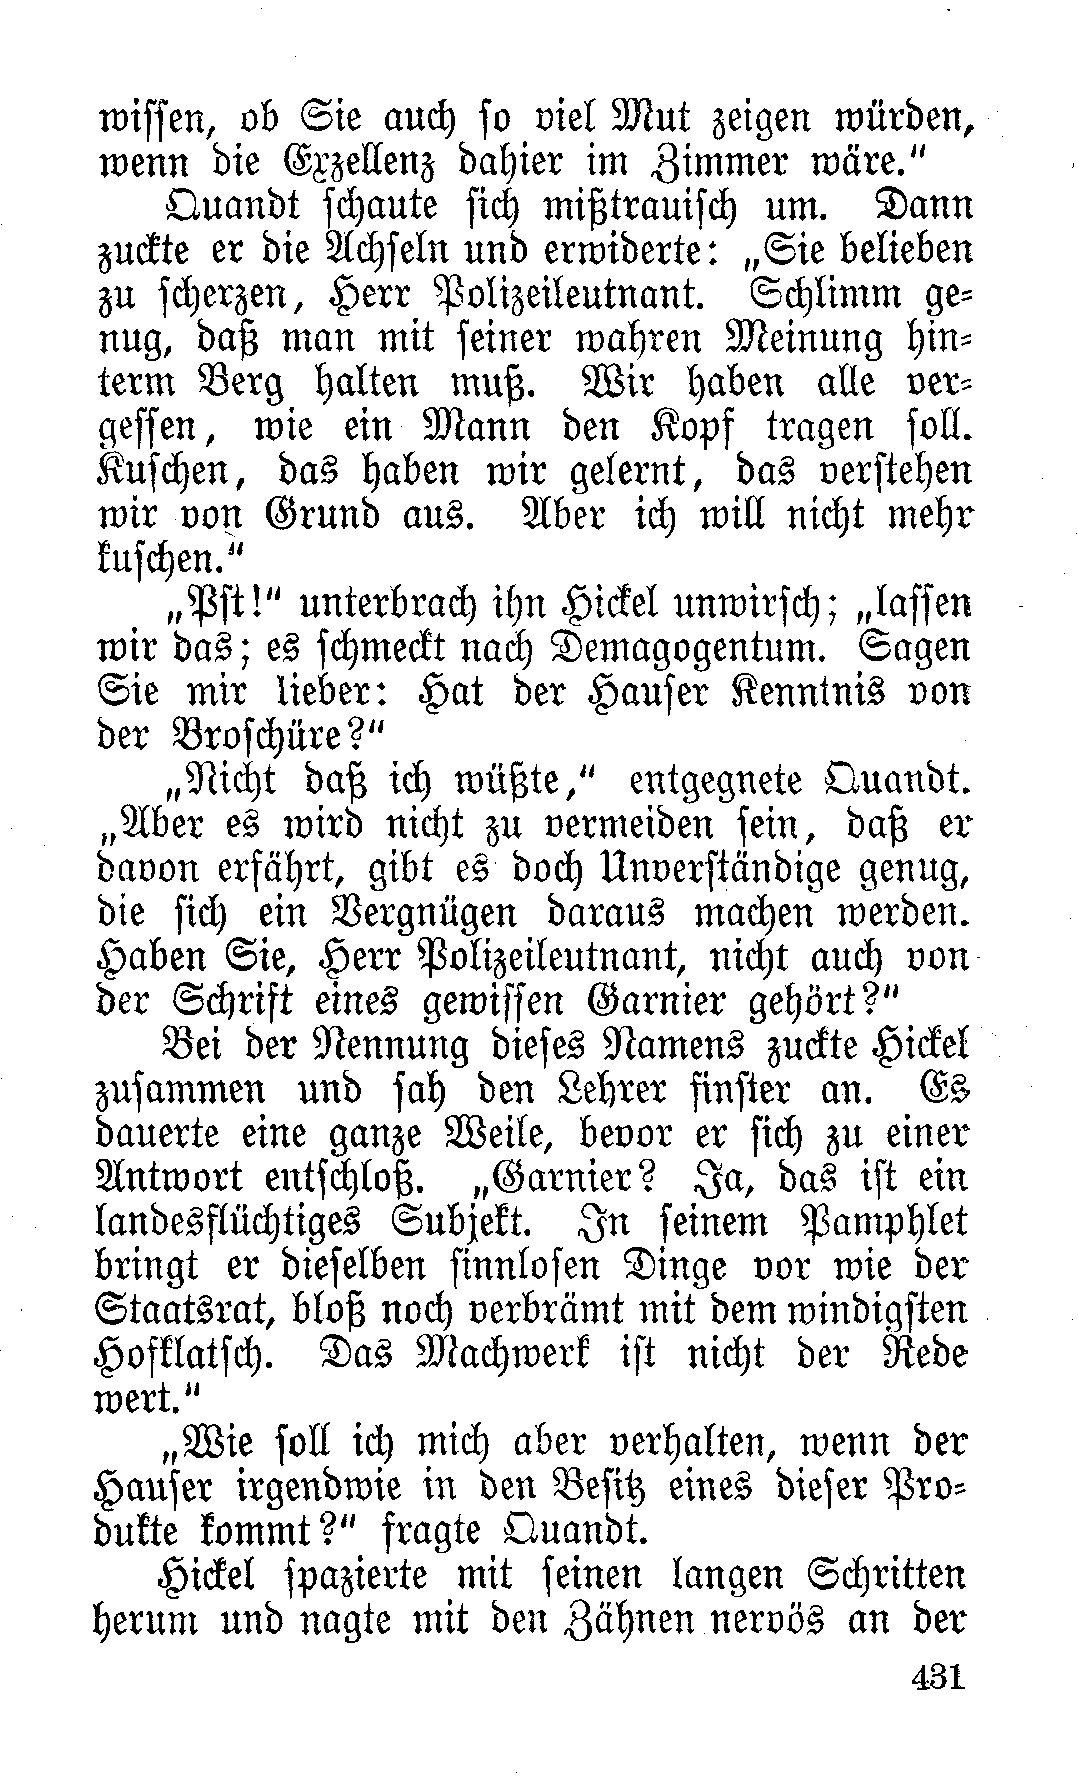 wissen, ob Sie auch so viel Mut zeigen würden,
wenn die Exzellenz dahier im Zimmer wäre."
Quandt schaute sich mißtrauisch um. Dann
zuckte er die Achseln und erwiderte: „Sie belieben
zu scherzen, Herr Polizeileutnant. Schlimm ge-
nug, daß man mit seiner wahren Meinung hin-
term Berg halten muß. Wir haben alle ver-
gessen, wie ein Mann den Kopf tragen soll.
Kuschen, das haben wir gelernt, das verstehen
wir von Grund aus. Aber ich will nicht mehr
kuschen."
„Pst!" unterbrach ihn Hickel unwirsch; „lassen
wir das; es schmeckt nach Demagogentum. Sagen
Sie mir lieber: Hat der Hauser Kenntnis von
der Broschüre?"
„Nicht daß ich wüßte," entgegnete Quandt.
„Aber es wird nicht zu vermeiden sein, daß er
davon erfährt, gibt es doch Unverständige genug,
die sich ein Vergnügen daraus machen werden.
Haben Sie, Herr Polizeileutnant, nicht auch von
der Schrift eines gewissen Garnier gehört?"
Bei der Nennung dieses Namens zuckte Hickel
zusammen und sah den Lehrer finster an. Es
dauerte eine ganze Weile, bevor er sich zu einer
Antwort entschloß. „Garnier? Ja, das ist ein
landesflüchtiges Subjekt. In seinem Pamphlet
bringt er dieselben sinnlosen Dinge vor wie der
Staatsrat, bloß noch verbrämt mit dem windigsten
Hofklatsch. Das Machwerk ist nicht der Rede
wert."
„Wie soll ich mich aber verhalten, wenn der
Hauser irgendwie in den Besitz eines dieser Pro-
dukte kommt?" fragte Quandt.
Hickel spazierte mit seinen langen Schritten
herum und nagte mit den Zähnen nervös an der
431